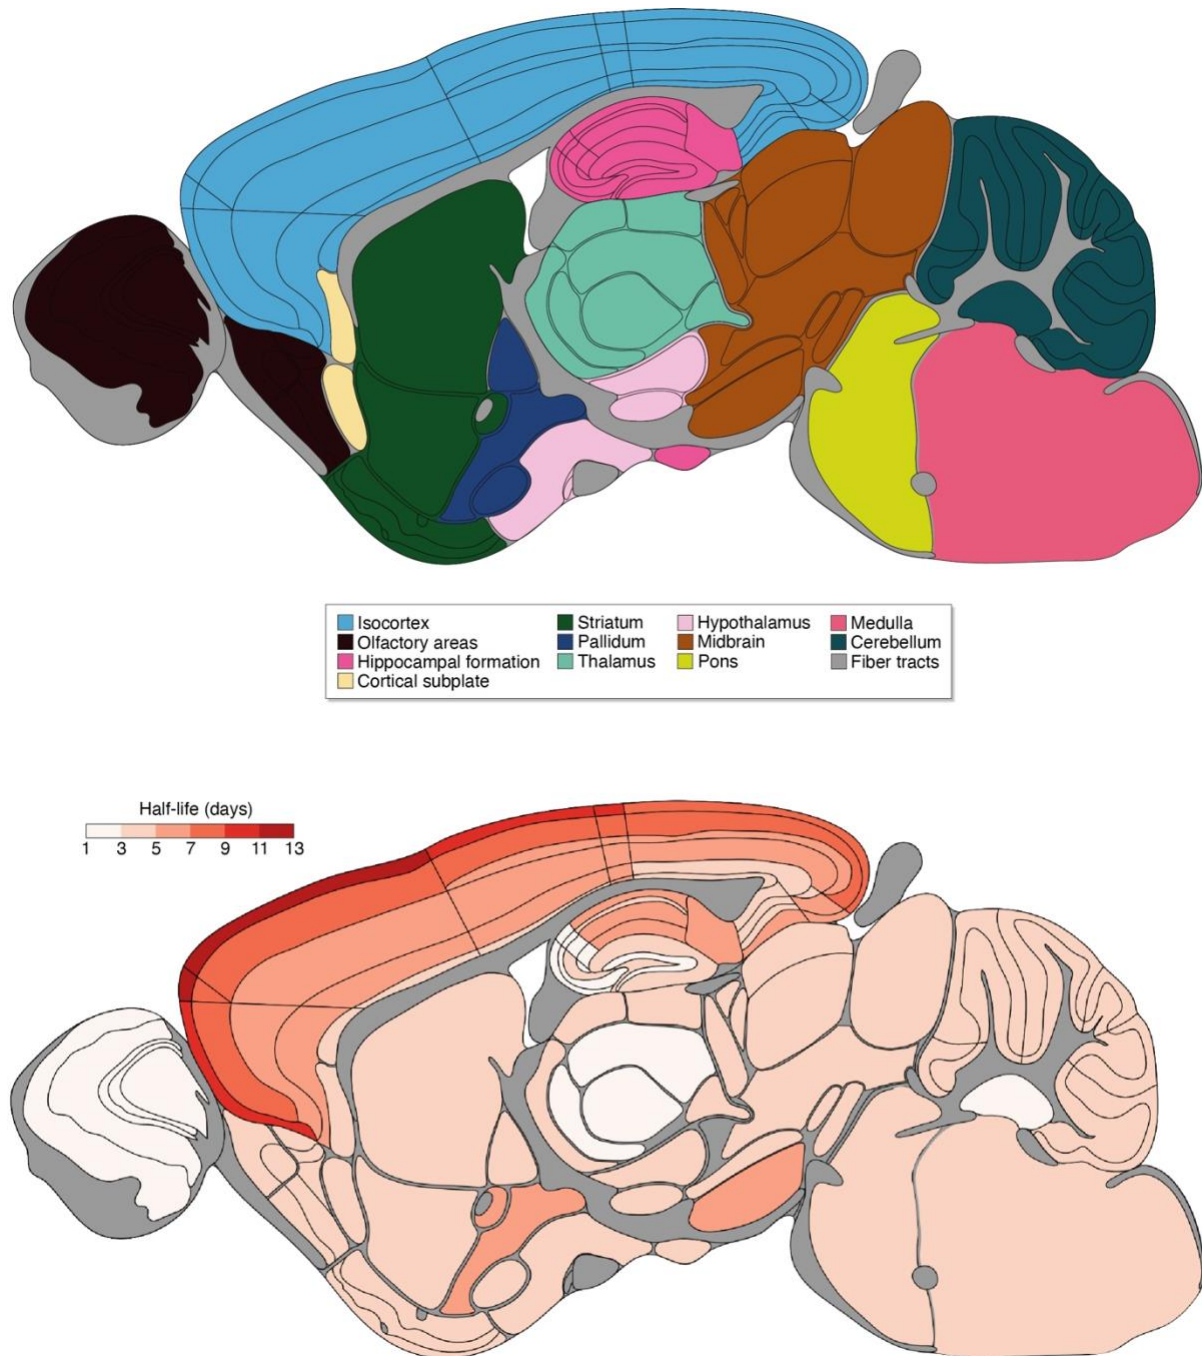 Isocortex Striatum Hypothalamus Medulla
Olfactory areas Pallidum Midbrain Cerebellum
Hippocampal formation Thalamus Pons Fiber tracts
Cortical subplate
Half-life (days)
1 3 5 7 9 11 13